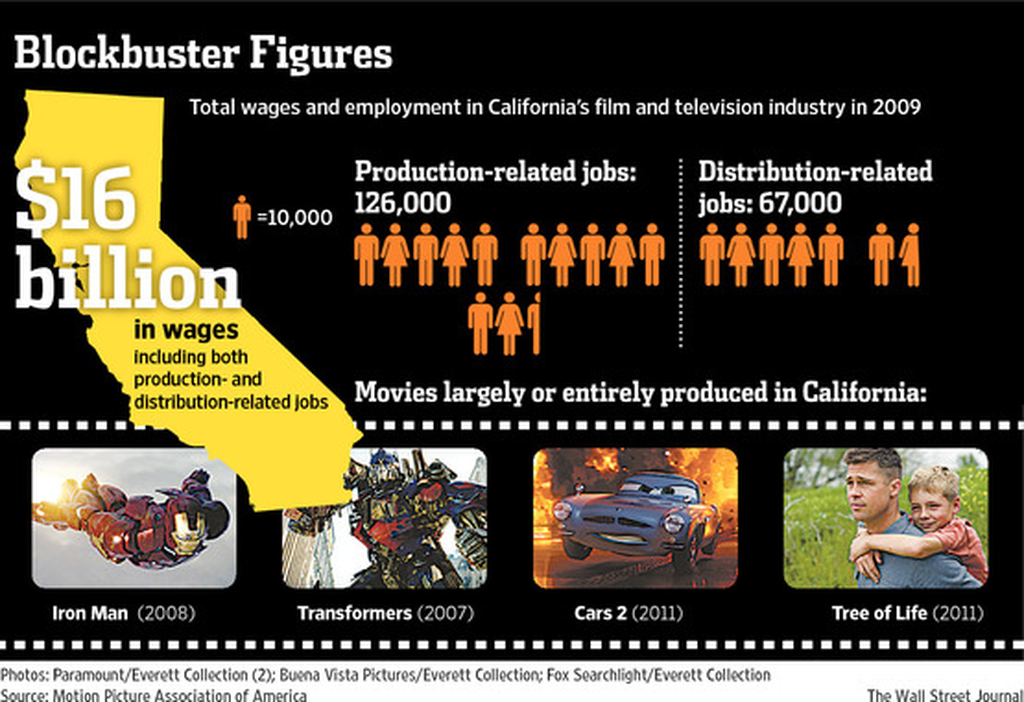 Blockbuster Figures
Total wages and employment in California's film and television industry in 2009
$16
billion
in wages
including both
production- and
distribution-related jobs
=10,000
Production-related jobs:
126,000
Distribution-related
jobs: 67,000
Movies largely or entirely produced in California:
Iron Man (2008)
Transformers (2007)
Cars 2 (2011)
Tree of Life (2011)
Photos: Paramount/Everett Collection (2); Buena Vista Pictures/Everett Collection; Fox Searchlight/Everett Collection
Source: Motion Picture Association of America
The Wall Street Journal